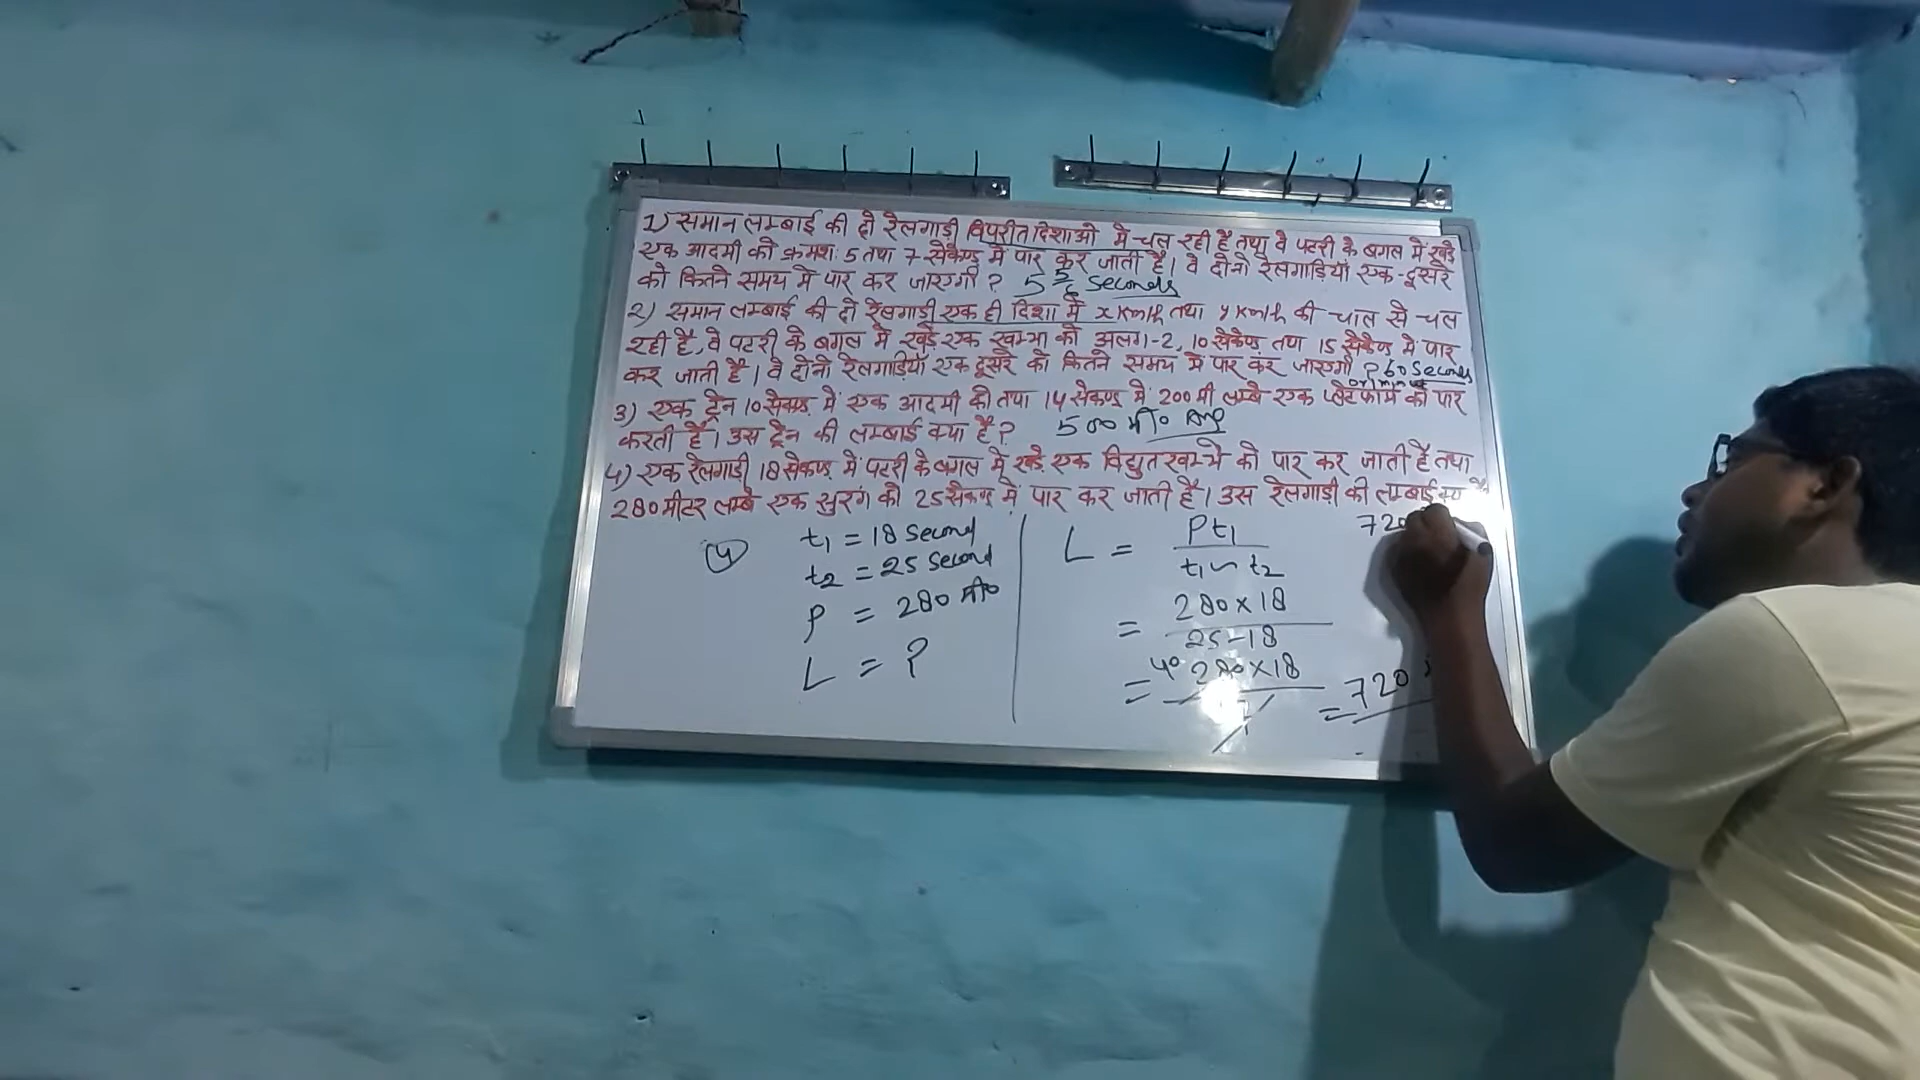 1) समान लम्बाई की दो रेलगाड़ी विपरीत दिशाओ मे चल रही है तथा वे पटरी के बगल में खड़े
एक आदमी को क्रमशः 5 तथा 7 सेकेण्ड में पार कर जाती है। वे दोनो रेलगाड़ियाँ एक-दूसरे
को कितने समय मे पार कर जाएगी ? 5 5/6 Seconds
2) समान लम्बाई की दो रेलगाड़ी एक ही दिशा में x Km/h तथा y Km/h की चाल से चल
रही है, वे पटरी के बगल में खड़े एक खम्भा को अलग-2, 10 सेकेण्ड तथा 15 सेकेण्ड मे पार
कर जाती है। वे दोनो रेलगाड़ियाँ एक दूसरे को कितने समय मे पार कर जाएगी ? 60 Seconds
or 1 minut
3) एक ट्रेन 10 सेकेण्ड में एक आदमी को तथा 14 सेकेण्ड में 200 मी लम्बे एक प्लेटफार्म को पार
करती है। उस ट्रेन की लम्बाई क्या है ? 500 मी० Ans
4) एक रेलगाड़ी 18 सेकेण्ड में पटरी के बगल में खड़े एक विद्युत खम्भे को पार कर जाती है तथा
280 मीटर लम्बे एक सुरंग को 25 सैकेण्ड में पार कर जाती है। उस रेलगाड़ी की लम्बाई
4) t₁ = 18 Second
t₂ = 25 Second
P = 280 मी०
L = ?
L = Pt₁ / t₁ ~ t₂
= 280 × 18 / 25 - 18
= 40 280 × 18 / 7 1 = 720
720